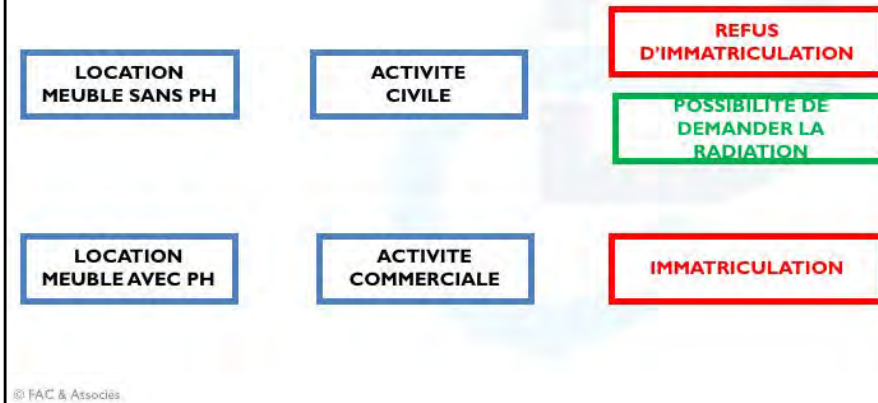 LOCATION
MEUBLE SANS PH
ACTIVITE
CIVILE
REFUS
D'IMMATRICULATION
POSSIBILITE DE
DEMANDER LA
RADIATION
LOCATION
MEUBLE AVEC PH
ACTIVITE
COMMERCIALE
IMMATRICULATION
© FAC & Associés